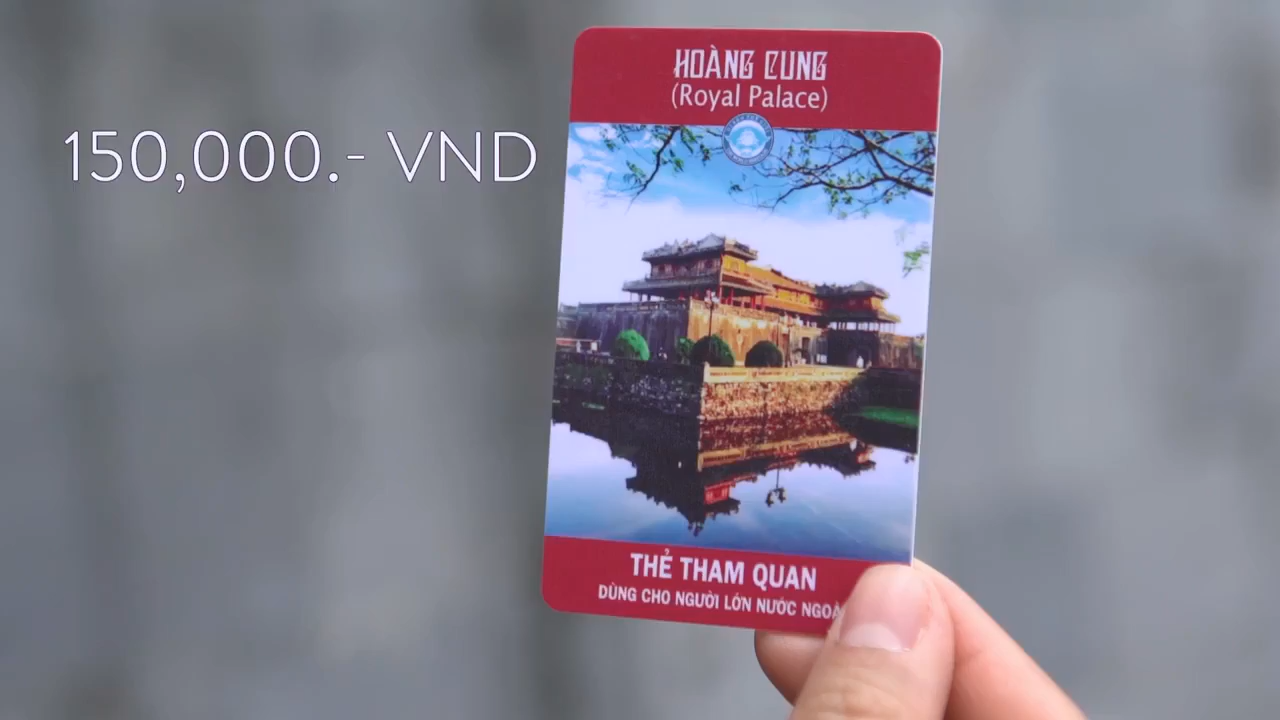 150,000.- VND
HOÀNG CUNG
(Royal Palace)
THẺ THAM QUAN
DÙNG CHO NGƯỜI LỚN NƯỚC